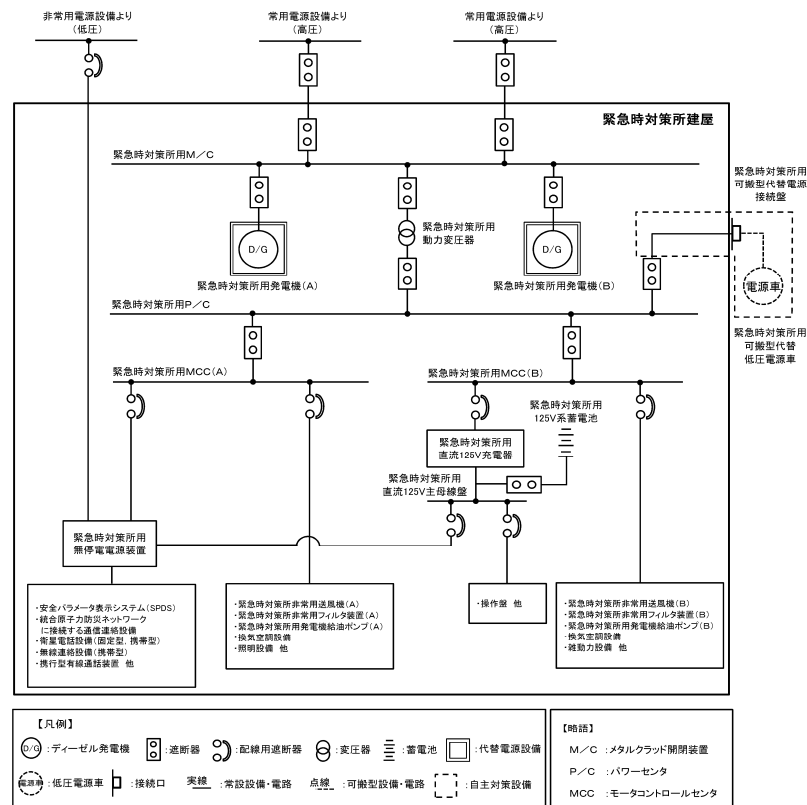 非常用電源設備より
(低圧)
常用電源設備より
(高圧)
常用電源設備より
(高圧)
緊急時対策所建屋
緊急時対策所用M/C
緊急時対策所用
可搬型代替電源
接続盤
D/G
緊急時対策所用発電機(A)
緊急時対策所用
動力変圧器
D/G
緊急時対策所用発電機(B)
電源車
緊急時対策所用P/C
緊急時対策所用
可搬型代替
低圧電源車
緊急時対策所用MCC(A)
緊急時対策所用MCC(B)
緊急時対策所用
125V系蓄電池
緊急時対策所用
直流125V充電器
緊急時対策所用
直流125V主母線盤
緊急時対策所用
無停電電源装置
・安全パラメータ表示システム(SPDS)
・統合原子力防災ネットワーク
に接続する通信連絡設備
・衛星電話設備(固定型,携帯型)
・無線連絡設備(携帯型)
・携行型有線通話装置 他
・緊急時対策所非常用送風機(A)
・緊急時対策所非常用フィルタ装置(A)
・緊急時対策所用発電機給油ポンプ(A)
・換気空調設備
・照明設備 他
・操作盤 他
・緊急時対策所非常用送風機(B)
・緊急時対策所非常用フィルタ装置(B)
・緊急時対策所用発電機給油ポンプ(B)
・換気空調設備
・雑動力設備 他
【凡例】
D/G :ディーゼル発電機 :遮断器 :配線用遮断器 :変圧器 :蓄電池 :代替電源設備
電源車 :低圧電源車 :接続口 実線 :常設設備・電路 点線 :可搬型設備・電路 :自主対策設備
【略語】
M/C :メタルクラッド開閉装置
P/C :パワーセンタ
MCC :モータコントロールセンタ